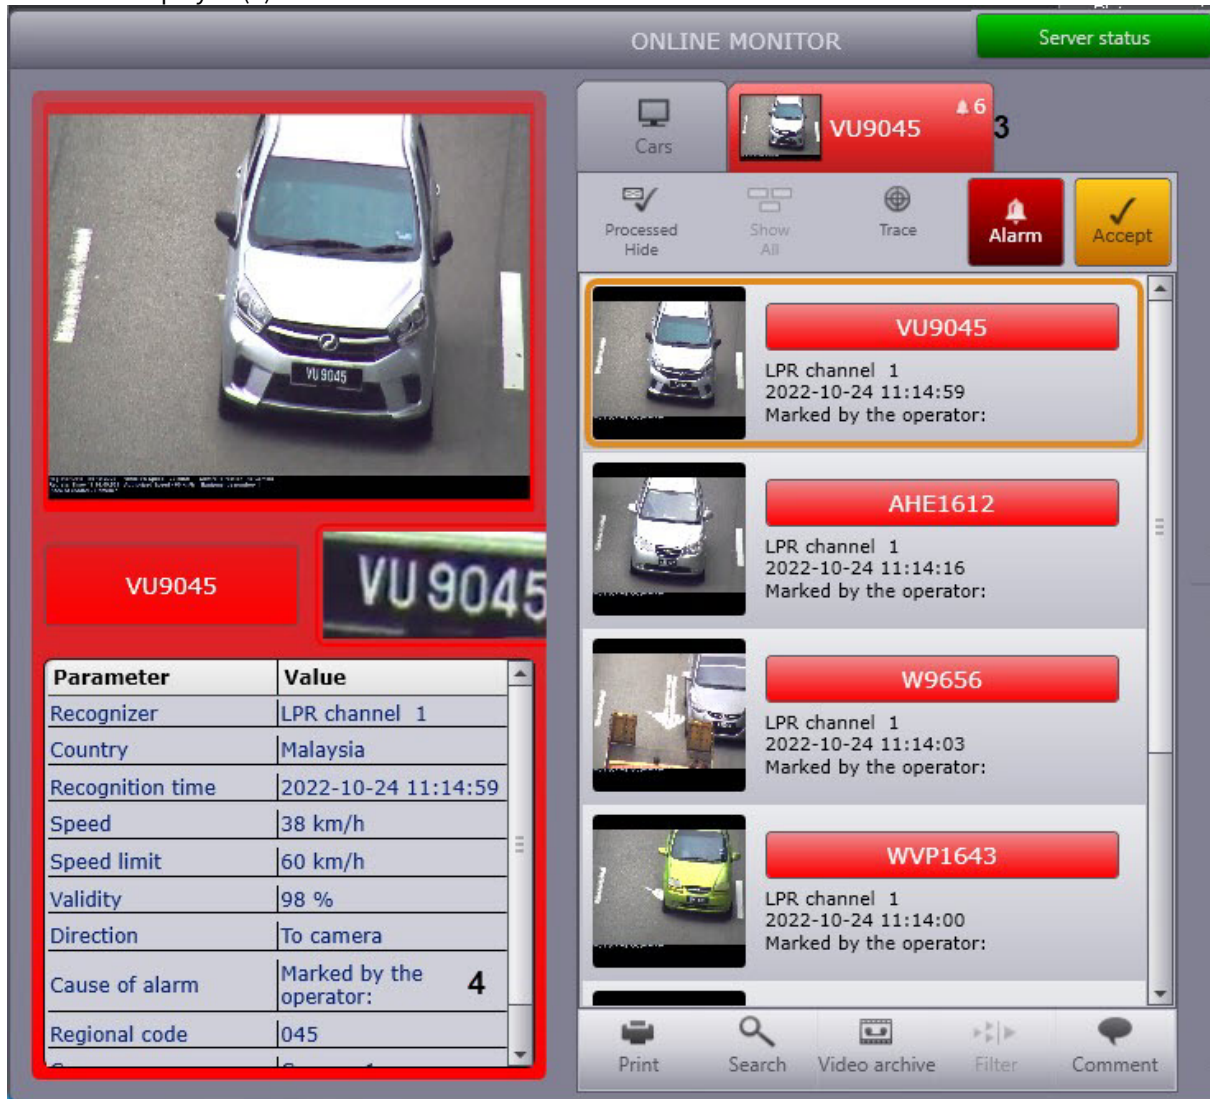 ONLINE MONITOR
Server status
Cars
VU9045
6
3
Processed
Hide
Show
All
Trace
Alarm
Accept
VU9045
VU9045
LPR channel 1
2022-10-24 11:14:59
Marked by the operator:
AHE1612
LPR channel 1
2022-10-24 11:14:16
Marked by the operator:
W9656
LPR channel 1
2022-10-24 11:14:03
Marked by the operator:
WVP1643
LPR channel 1
2022-10-24 11:14:00
Marked by the operator:
VU9045
VU 9045
Parameter Value
Recognizer LPR channel 1
Country Malaysia
Recognition time 2022-10-24 11:14:59
Speed 38 km/h
Speed limit 60 km/h
Validity 98 %
Direction To camera
Cause of alarm Marked by the
operator:
4
Regional code 045
Print
Search
Video archive
Filter
Comment